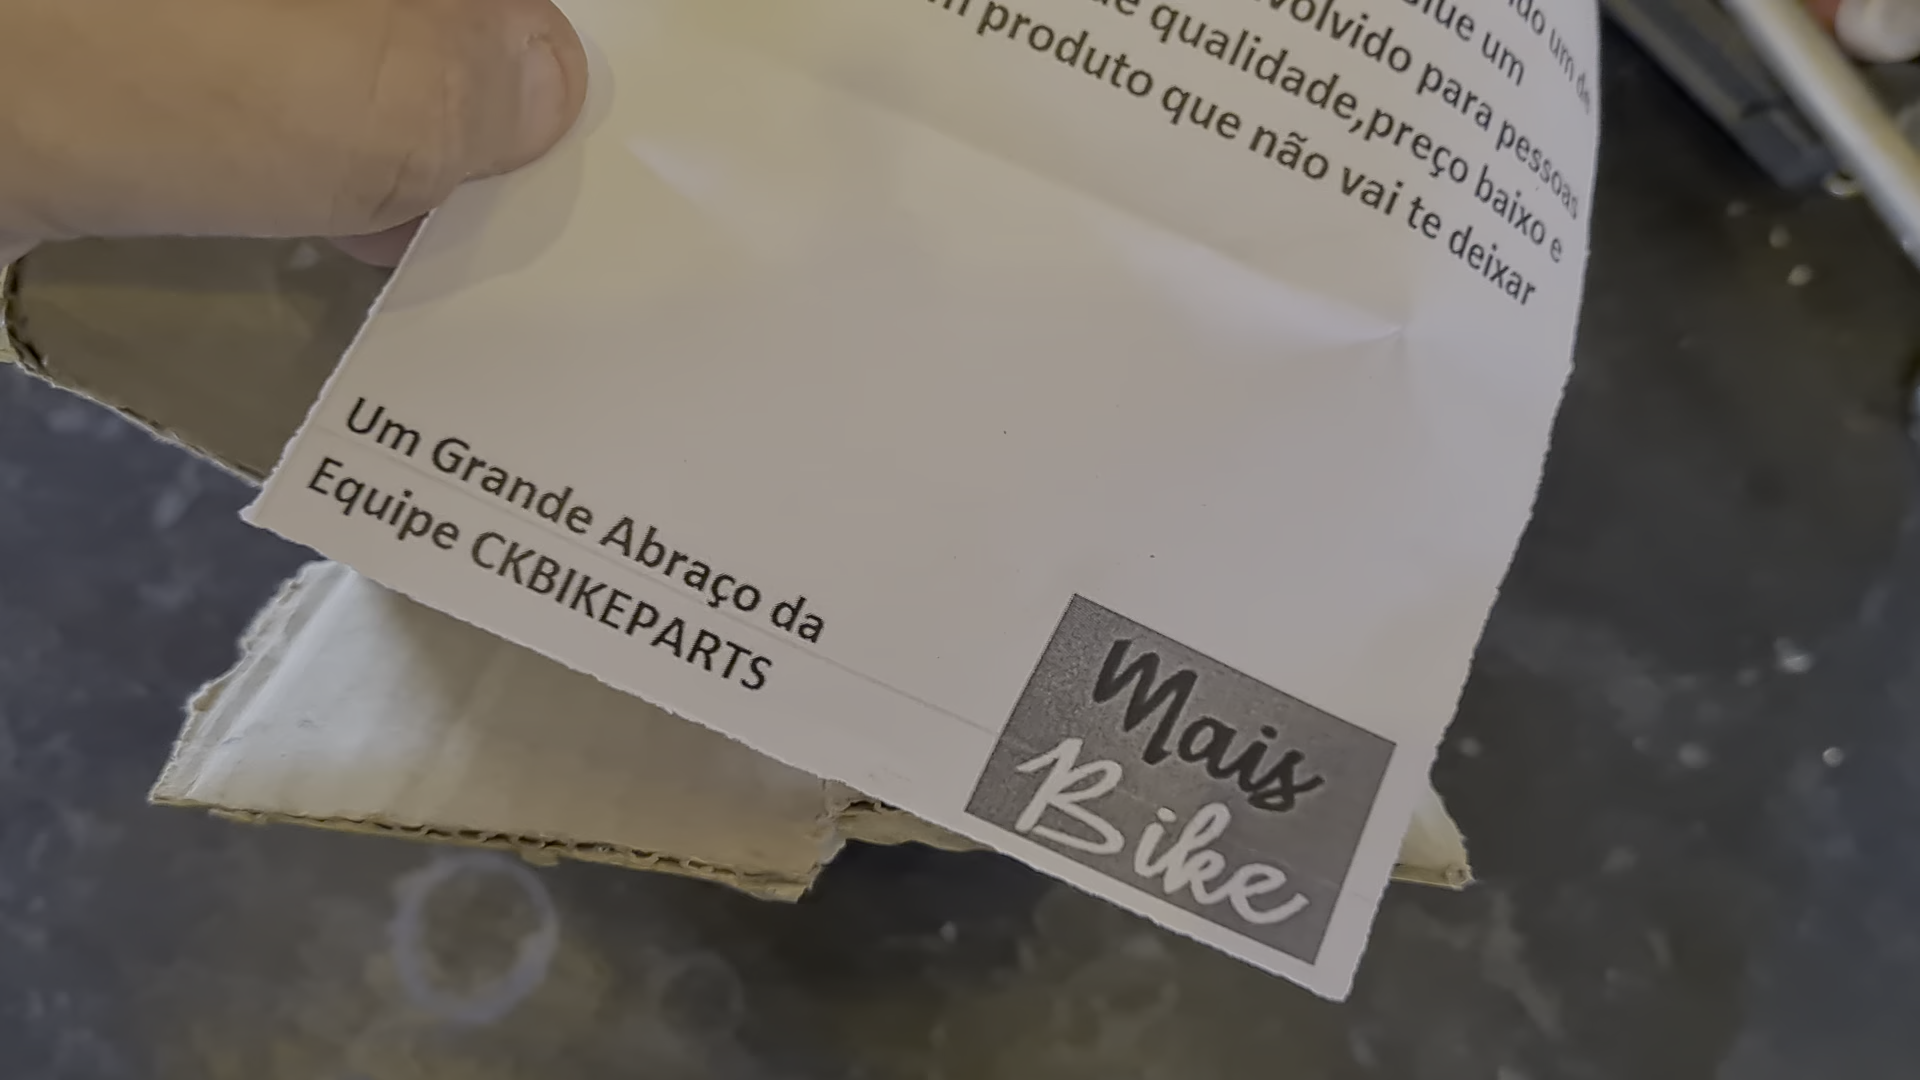 um
volvido para pessoas
qualidade,preço baixo e
produto que não vai te deixar
Um Grande Abraço da
Equipe CKBIKEPARTS
Mais
Bike